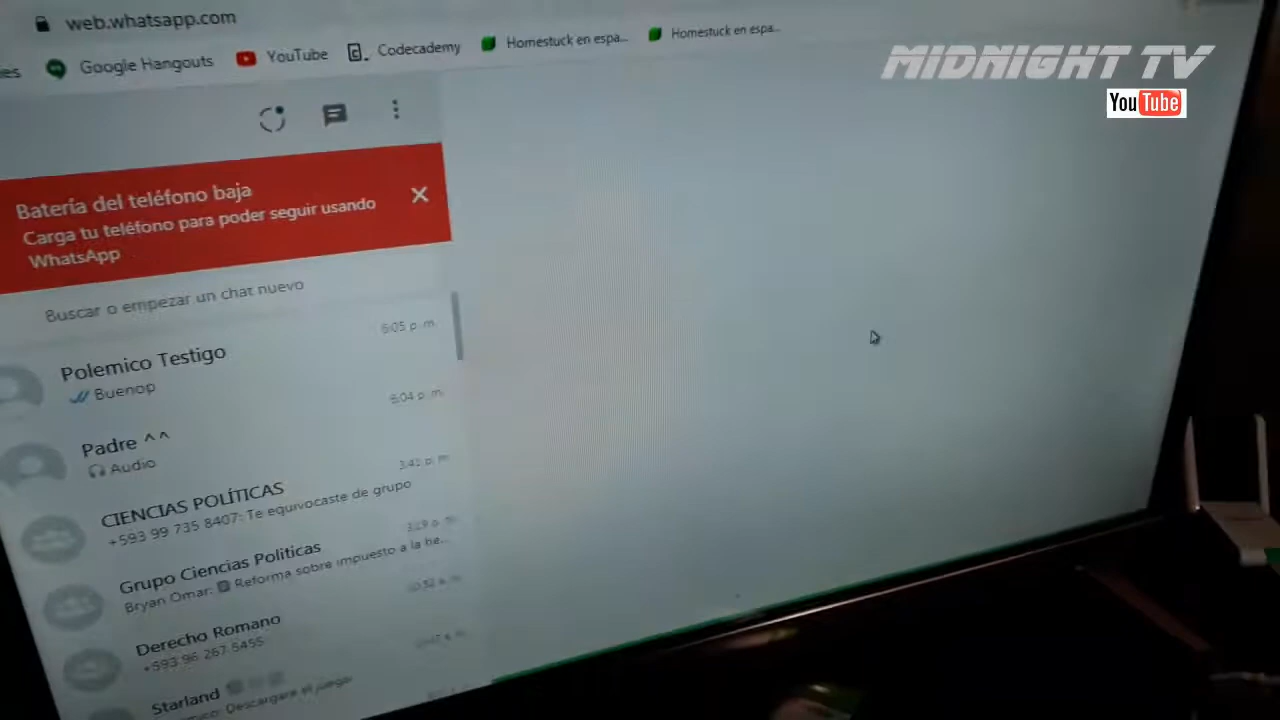 web.whatsapp.com
Google Hangouts
YouTube
Codecademy
Homestuck en espa...
Homestuck en espa...
MIDNIGHT TV
YouTube
Batería del teléfono baja
Carga tu teléfono para poder seguir usando
WhatsApp
Buscar o empezar un chat nuevo
Polemico Testigo
6:05 p. m.
Buenop
Padre ^^
6:04 p. m.
Audio
CIENCIAS POLÍTICAS
+593 99 735 8407: Te equivocaste de grupo
Grupo Ciencias Politicas
Bryan Omar: Reforma sobre impuesto a la he...
Derecho Romano
+593 96 267 5455
Starland
Descargara el juego